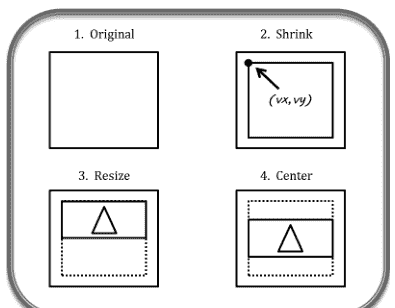 1. Original
2. Shrink
(vx,vy)
3. Resize
4. Center